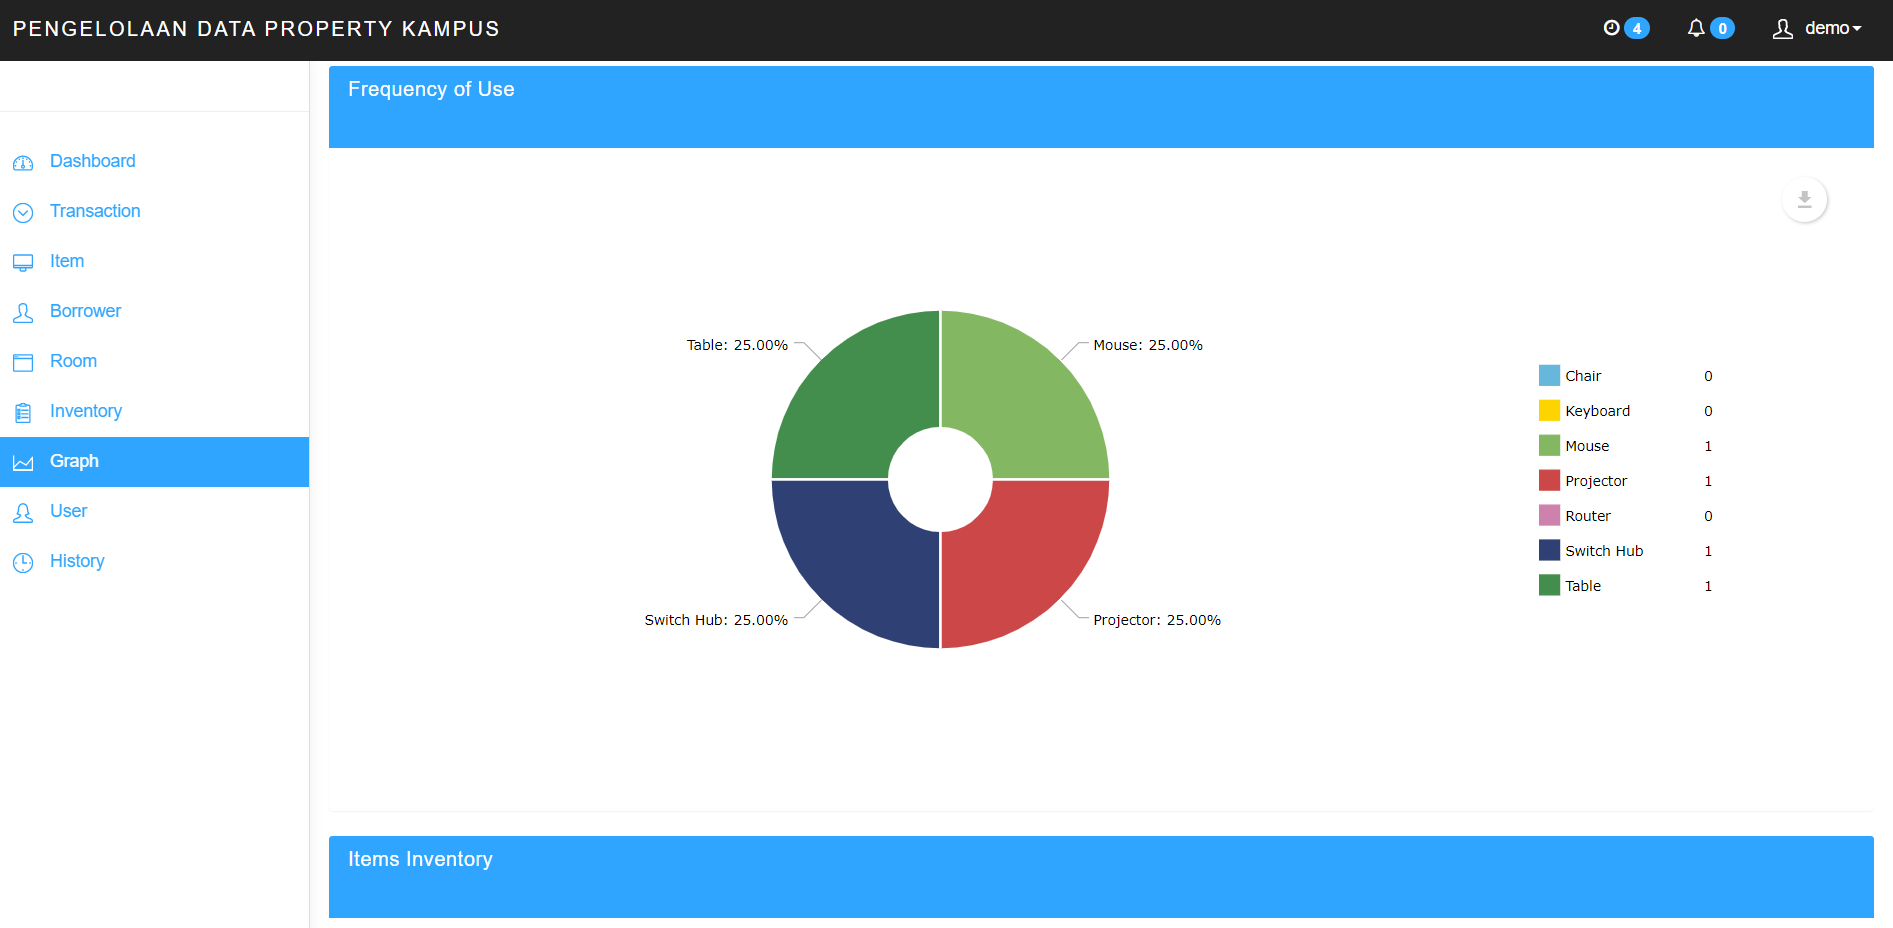 PENGELOLAAN DATA PROPERTY KAMPUS
4
0
demo
Dashboard
Transaction
Item
Borrower
Room
Inventory
Graph
User
History
Frequency of Use
Table: 25.00%
Mouse: 25.00%
Switch Hub: 25.00%
Projector: 25.00%
Chair 0
Keyboard 0
Mouse 1
Projector 1
Router 0
Switch Hub 1
Table 1
Items Inventory